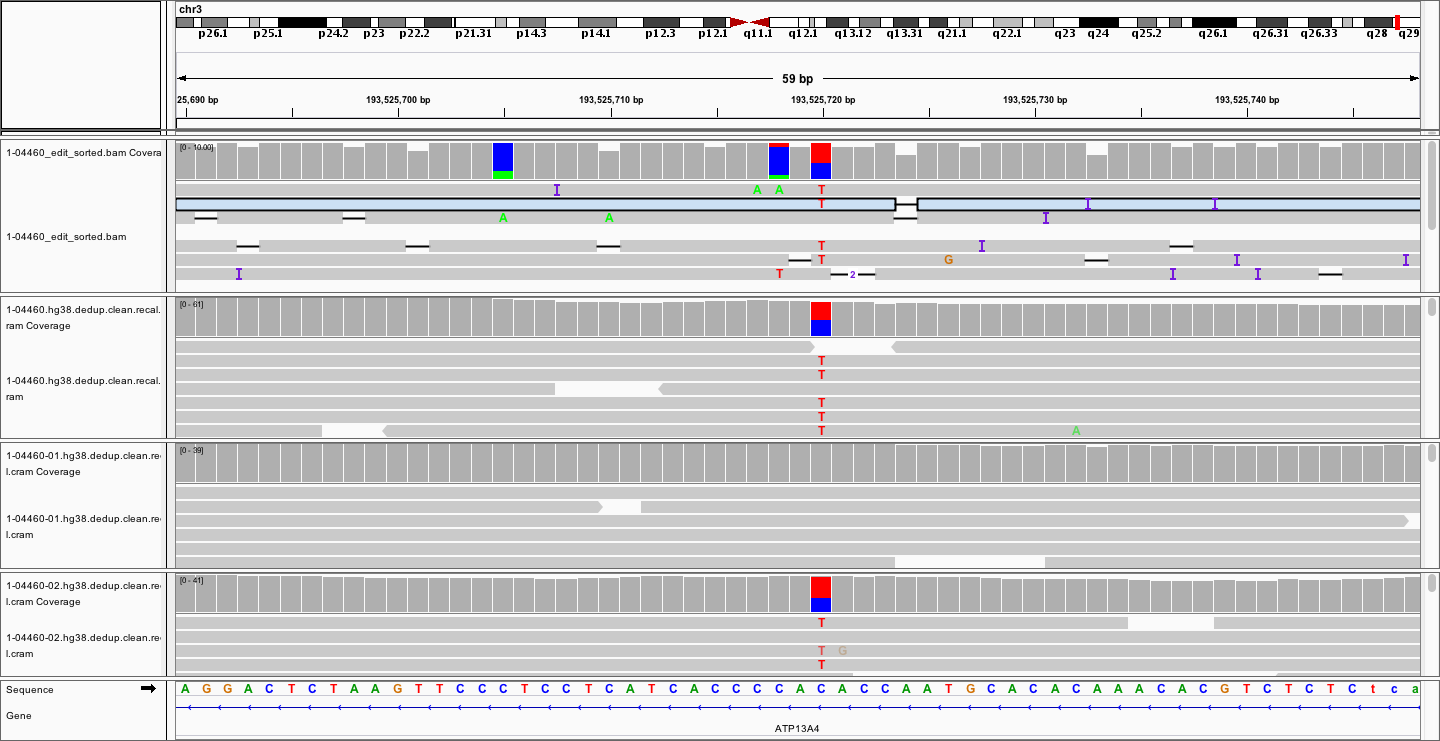 chr3
p26.1 p25.1 p24.2 p23 p22.2 p21.31 p14.3 p14.1 p12.3 p12.1 q11.1 q12.1 q13.12 q13.31 q21.1 q22.1 q23 q24 q25.2 q26.1 q26.31 q26.33 q28 q29
59 bp
25,690 bp 193,525,700 bp 193,525,710 bp 193,525,720 bp 193,525,730 bp 193,525,740 bp
1-04460_edit_sorted.bam Covera
[0 - 10.00]
I A A T
T I I
A A I
1-04460_edit_sorted.bam
T I
T G I
I T 2 I I
1-04460.hg38.dedup.clean.recal.
ram Coverage
[0 - 61]
T
T
1-04460.hg38.dedup.clean.recal.
ram
T
T
T A
1-04460-01.hg38.dedup.clean.re
l.cram Coverage
[0 - 39]
1-04460-01.hg38.dedup.clean.re
l.cram
1-04460-02.hg38.dedup.clean.re
l.cram Coverage
[0 - 41]
T
1-04460-02.hg38.dedup.clean.re
l.cram
T G
T
Sequence
A G G A C T C T A A G T T C C C T C C T C A T C A C C C C A C A C C A A T G C A C A C A A A C A C G T C T C T C t c a
Gene
ATP13A4